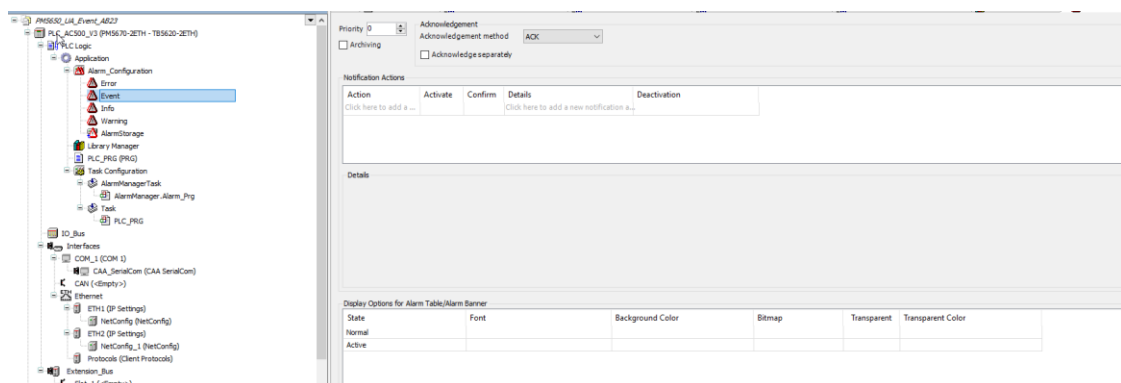 PM5650_UA_Event_AB23
PLC_AC500_V3 (PM5670-2ETH - TB5620-2ETH)
PLC Logic
Application
Alarm_Configuration
Error
Event
Info
Warning
AlarmStorage
Library Manager
PLC_PRG (PRG)
Task Configuration
AlarmManagerTask
AlarmManager.Alarm_Prg
Task
PLC_PRG
IO_Bus
Interfaces
COM_1 (COM 1)
CAA_SerialCom (CAA SerialCom)
CAN (<Empty>)
Ethernet
ETH1 (IP Settings)
NetConfig (NetConfig)
ETH2 (IP Settings)
NetConfig_1 (NetConfig)
Protocols (Client Protocols)
Extension_Bus
Priority 0
Archiving
Acknowledgement
Acknowledgement method ACK
Acknowledge separately
Notification Actions
Action Activate Confirm Details Deactivation
Click here to add a ... Click here to add a new notification a...
Details
Display Options for Alarm Table/Alarm Banner
State Font Background Color Bitmap Transparent Transparent Color
Normal
Active